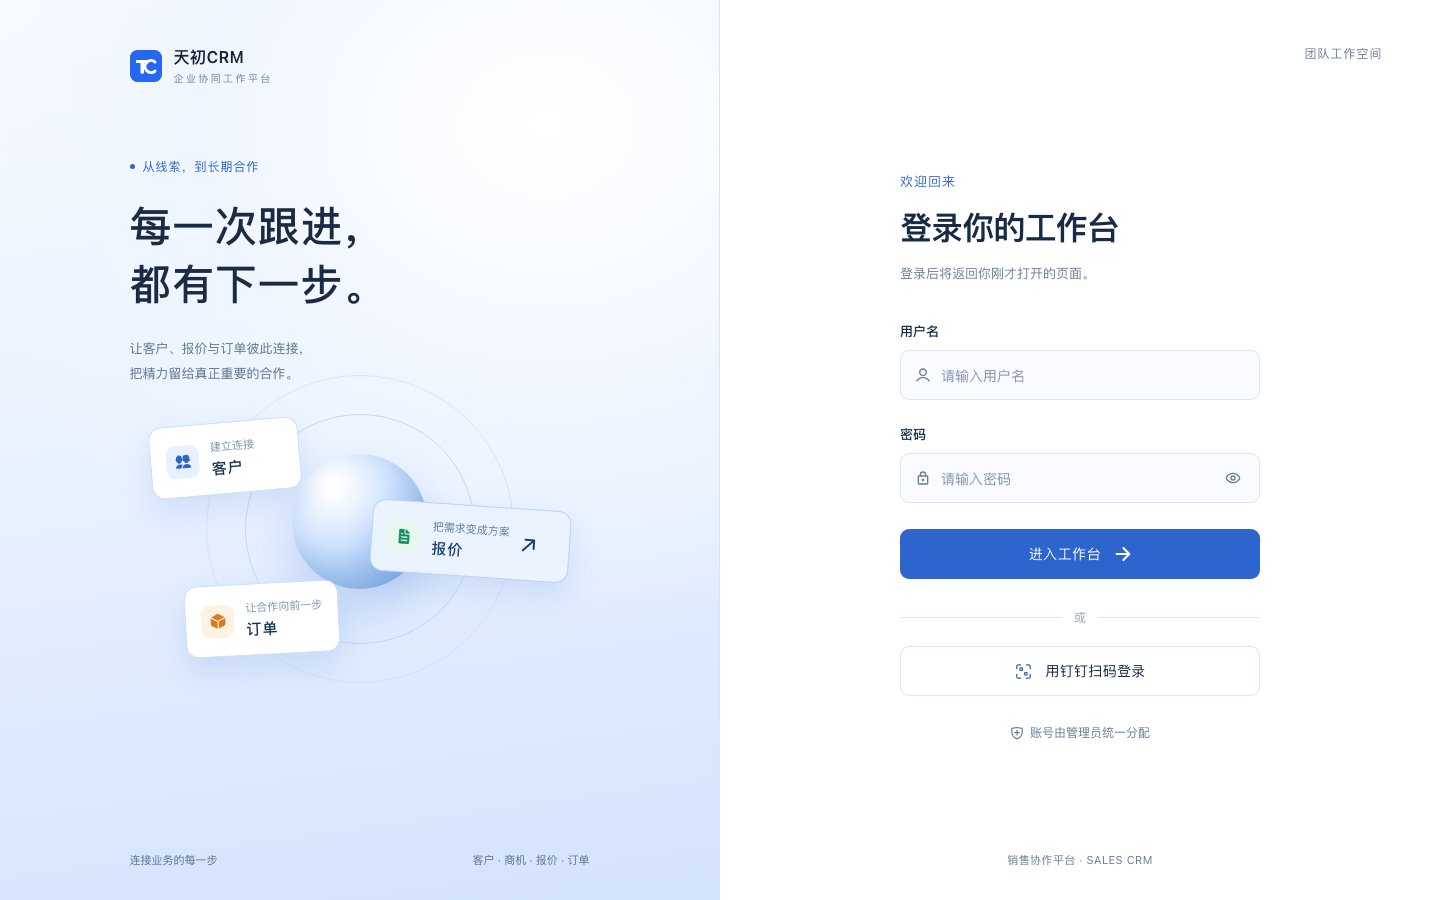 天初CRM
企业协同工作平台
从线索，到长期合作
每一次跟进，
都有下一步。
让客户、报价与订单彼此连接，
把精力留给真正重要的合作。
建立连接
客户
把需求变成方案
报价
让合作向前一步
订单
连接业务的每一步
客户 · 商机 · 报价 · 订单
团队工作空间
欢迎回来
登录你的工作台
登录后将返回你刚才打开的页面。
用户名
请输入用户名
密码
请输入密码
进入工作台
或
用钉钉扫码登录
账号由管理员统一分配
销售协作平台 · SALES CRM